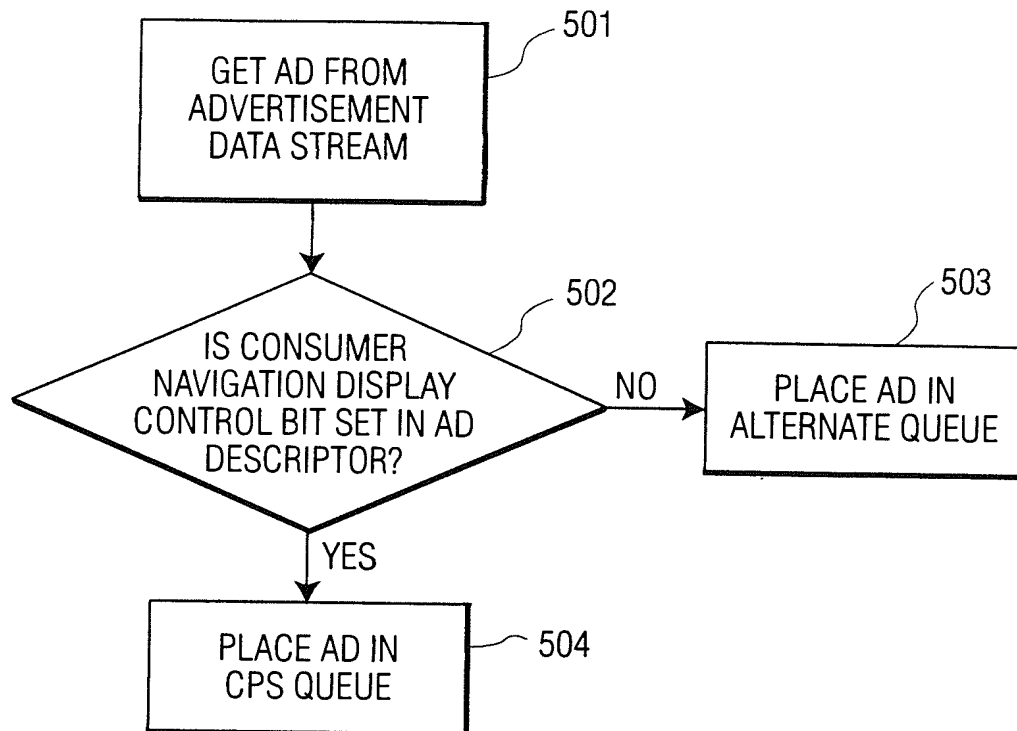 501
GET AD FROM
ADVERTISEMENT
DATA STREAM
502
IS CONSUMER
NAVIGATION DISPLAY
CONTROL BIT SET IN AD
DESCRIPTOR?
NO
503
PLACE AD IN
ALTERNATE QUEUE
YES
504
PLACE AD IN
CPS QUEUE